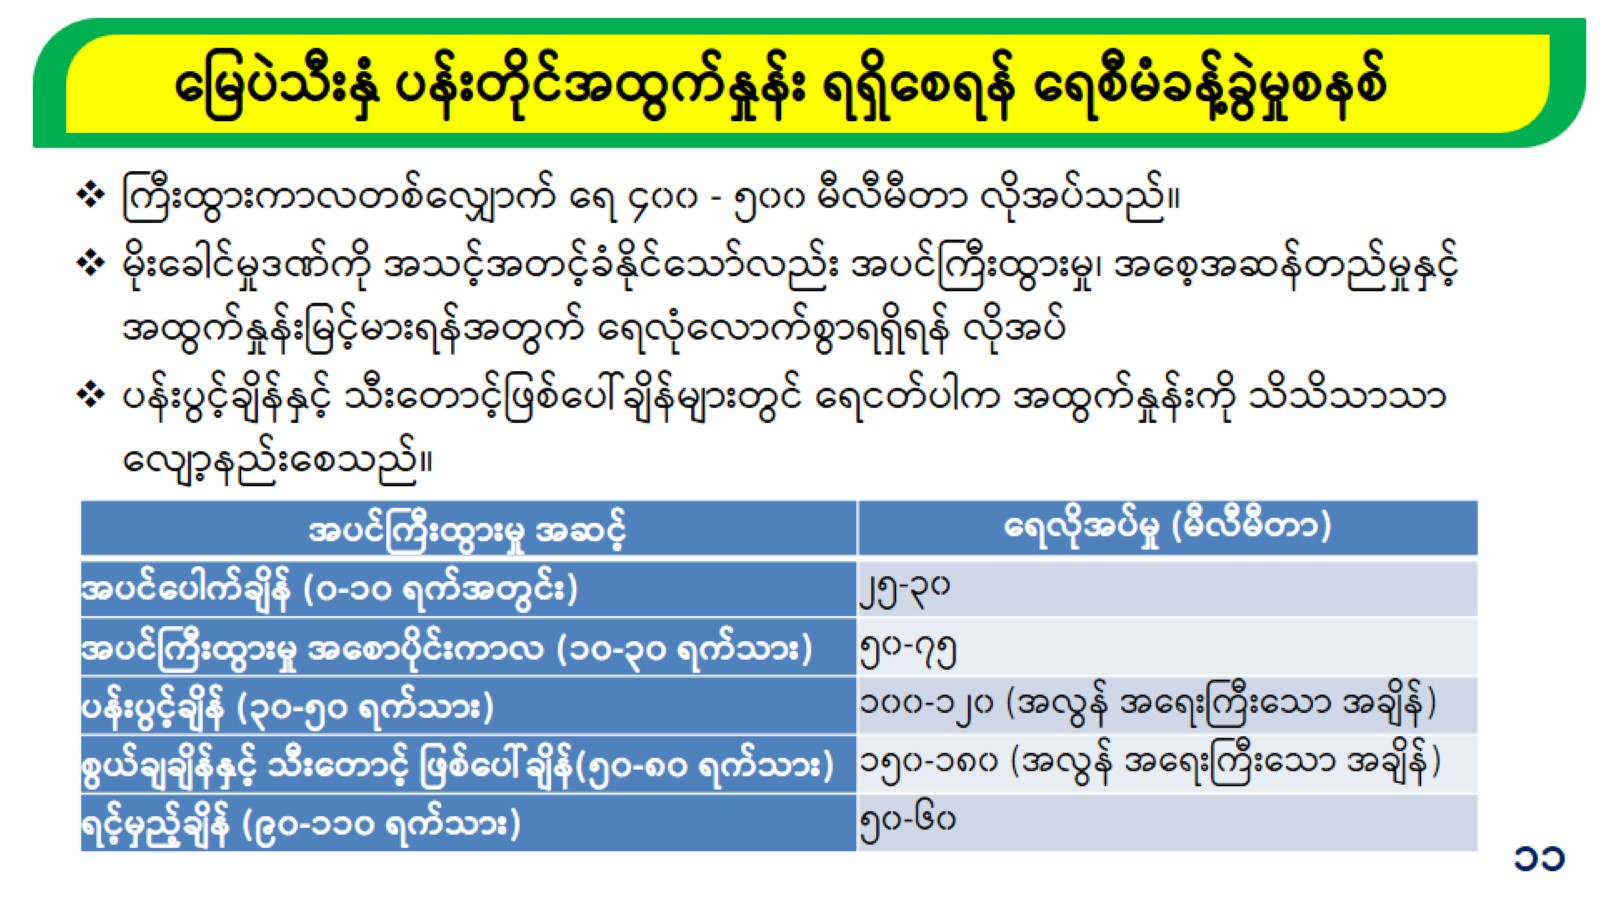 မြေပဲသီးနှံ ပန်းတိုင်အထွက်နှုန်း ရရှိစေရန် ရေစီမံခန့်ခွဲမှုစနစ်
❖ ကြီးထွားကာလတစ်လျှောက် ရေ ၄၀၀ - ၅၀၀ မီလီမီတာ လိုအပ်သည်။
❖ မိုးခေါင်မှုဒဏ်ကို အသင့်အတင့်ခံနိုင်သော်လည်း အပင်ကြီးထွားမှု၊ အစေ့အဆန်တည်မှုနှင့်
အထွက်နှုန်းမြင့်မားရန်အတွက် ရေလုံလောက်စွာရရှိရန် လိုအပ်
❖ ပန်းပွင့်ချိန်နှင့် သီးတောင့်ဖြစ်ပေါ်ချိန်များတွင် ရေငတ်ပါက အထွက်နှုန်းကို သိသိသာသာ
လျော့နည်းစေသည်။
အပင်ကြီးထွားမှု အဆင့် ရေလိုအပ်မှု (မီလီမီတာ)
အပင်ပေါက်ချိန် (၀-၁၀ ရက်အတွင်း) ၂၅-၃၀
အပင်ကြီးထွားမှု အစောပိုင်းကာလ (၁၀-၃၀ ရက်သား) ၅၀-၇၅
ပန်းပွင့်ချိန် (၃၀-၅၀ ရက်သား) ၁၀၀-၁၂၀ (အလွန် အရေးကြီးသော အချိန်)
စွယ်ချချိန်နှင့် သီးတောင့် ဖြစ်ပေါ်ချိန်(၅၀-၈၀ ရက်သား) ၁၅၀-၁၈၀ (အလွန် အရေးကြီးသော အချိန်)
ရင့်မှည့်ချိန် (၉၀-၁၁၀ ရက်သား) ၅၀-၆၀
၁၁